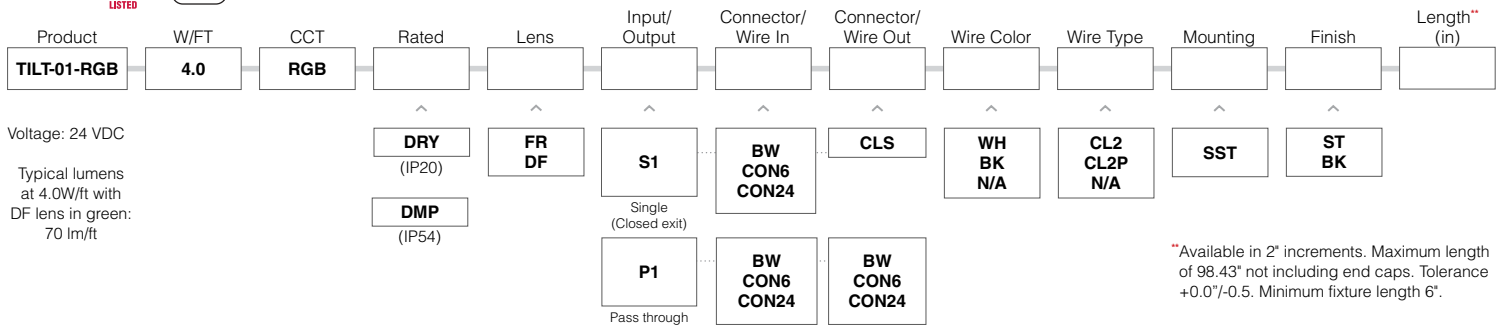 LISTED
Product
W/FT
CCT
Rated
Lens
Input/
Output
Connector/
Wire In
Connector/
Wire Out
Wire Color
Wire Type
Mounting
Finish
Length**
(in)
TILT-01-RGB
4.0
RGB
Voltage: 24 VDC
Typical lumens
at 4.0W/ft with
DF lens in green:
70 lm/ft
DRY
(IP20)
DMP
(IP54)
FR
DF
S1
Single
(Closed exit)
P1
Pass through
BW
CON6
CON24
BW
CON6
CON24
CLS
BW
CON6
CON24
WH
BK
N/A
CL2
CL2P
N/A
SST
ST
BK
**Available in 2" increments. Maximum length
of 98.43" not including end caps. Tolerance
+0.0"/-0.5. Minimum fixture length 6".